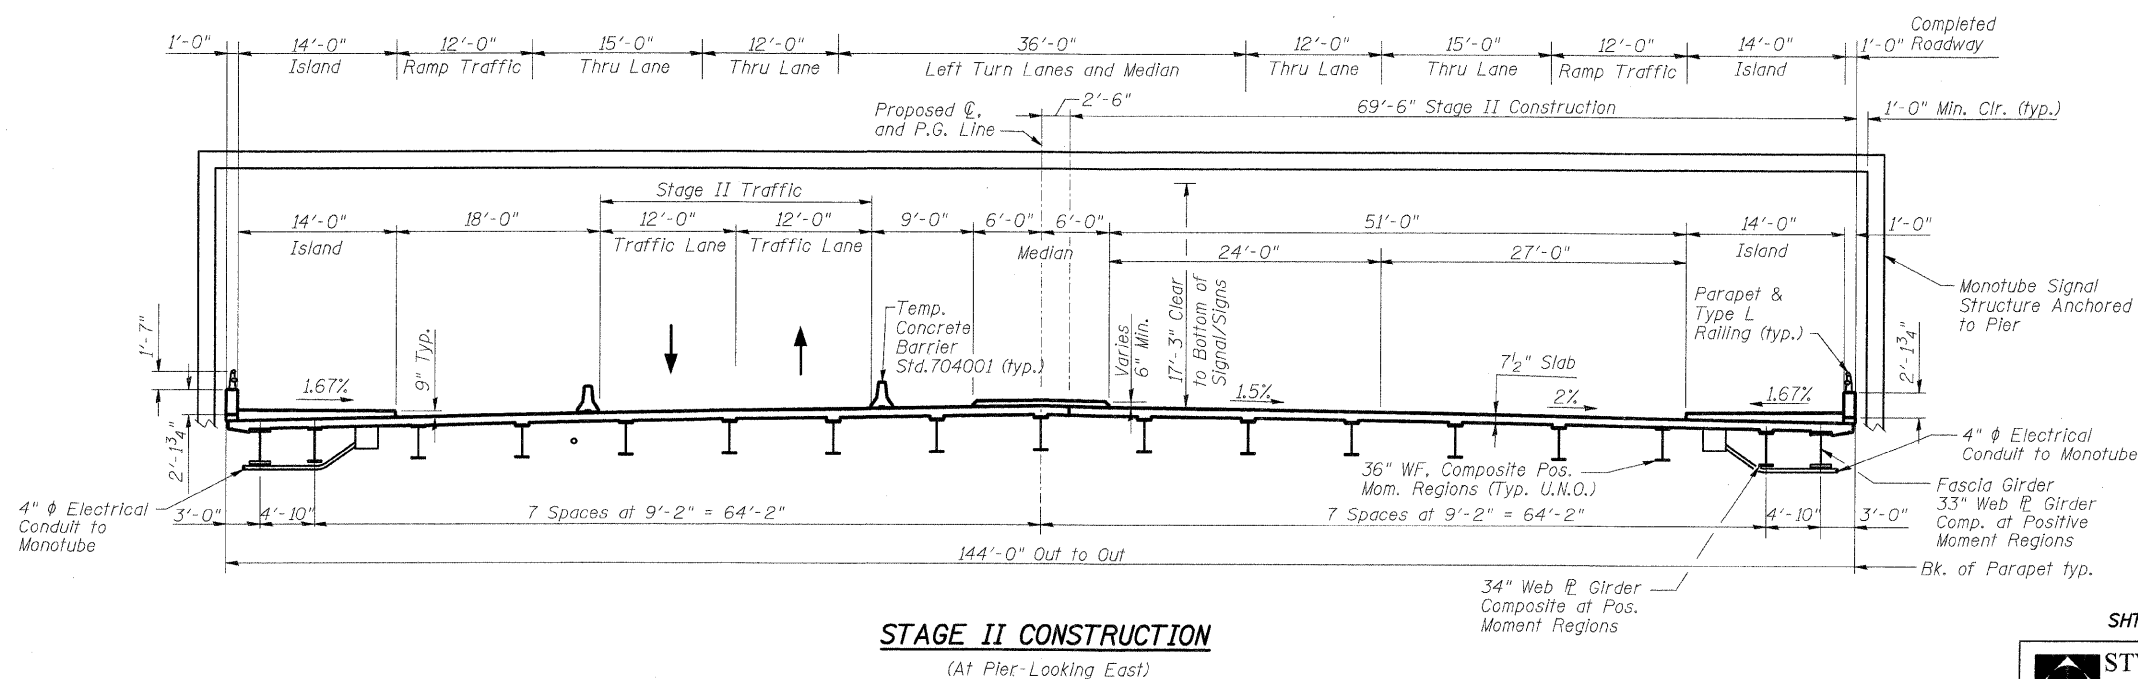 Completed
1'-0" 14'-0" 12'-0" 15'-0" 12'-0" 36'-0" 12'-0" 15'-0" 12'-0" 14'-0" 1'-0" Roadway
Island Ramp Traffic Thru Lane Thru Lane Left Turn Lanes and Median Thru Lane Thru Lane Ramp Traffic Island
Proposed ℄,
and P.G. Line
2'-6"
69'-6" Stage II Construction
1'-0" Min. Clr. (typ.)
Stage II Traffic
14'-0" 18'-0" 12'-0" 12'-0" 9'-0" 6'-0" 6'-0" 51'-0" 14'-0" 1'-0"
Island Traffic Lane Traffic Lane Median Island
24'-0" 27'-0"
Monotube Signal
Structure Anchored
to Pier
Parapet &
Type L
Railing (typ.)
Temp.
Concrete
Barrier
Std.704001 (typ.)
Varies
6" Min.
17'-3" Clear
to Bottom of
Signal/Signs
1'-7"
9" Typ.
2'-1¾"
7½" Slab
1.67% 1.5% 2% 1.67%
2'-1¾"
36" WF, Composite Pos.
Mom. Regions (Typ. U.N.O.)
4" ϕ Electrical
Conduit to Monotube
Fascia Girder
33" Web ℙL Girder
Comp. at Positive
Moment Regions
4" ϕ Electrical
Conduit to
Monotube
3'-0" 4'-10" 7 Spaces at 9'-2" = 64'-2" 7 Spaces at 9'-2" = 64'-2" 4'-10" 3'-0"
144'-0" Out to Out
Bk. of Parapet typ.
34" Web ℙL Girder
Composite at Pos.
Moment Regions
STAGE II CONSTRUCTION
(At Pier-Looking East)
SHT